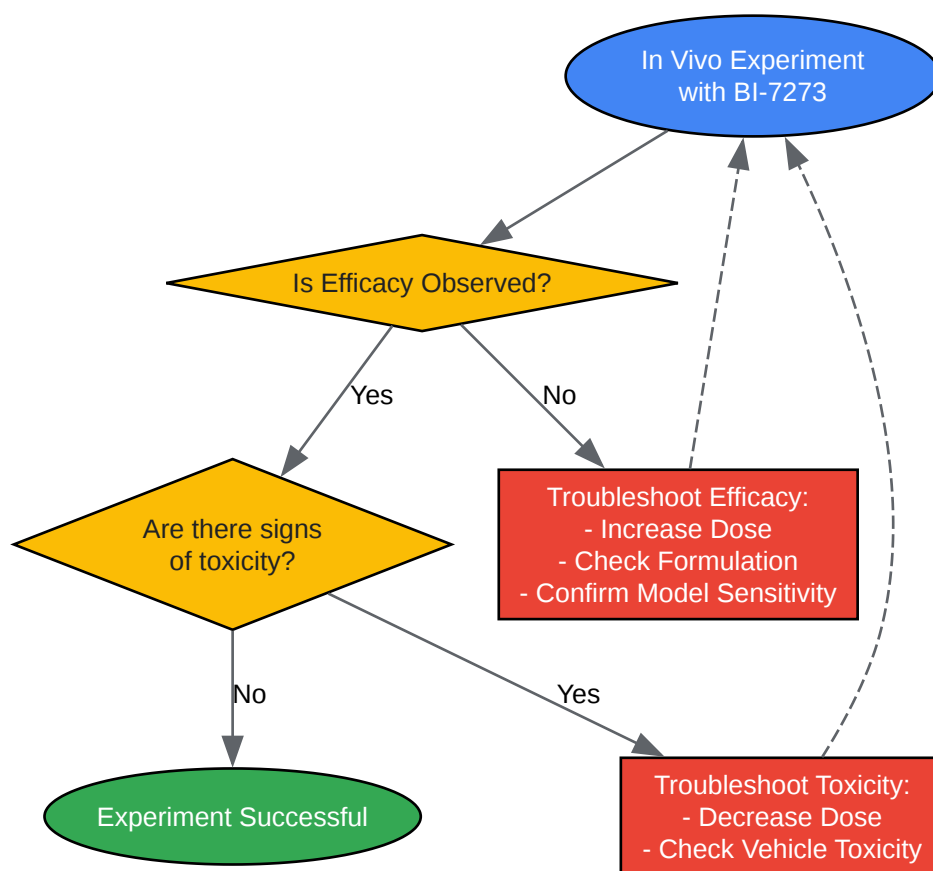 In Vivo Experiment
with BI-7273
Is Efficacy Observed?
Yes
No
Troubleshoot Efficacy:
- Increase Dose
- Check Formulation
- Confirm Model Sensitivity
Are there signs
of toxicity?
No
Yes
Troubleshoot Toxicity:
- Decrease Dose
- Check Vehicle Toxicity
Experiment Successful